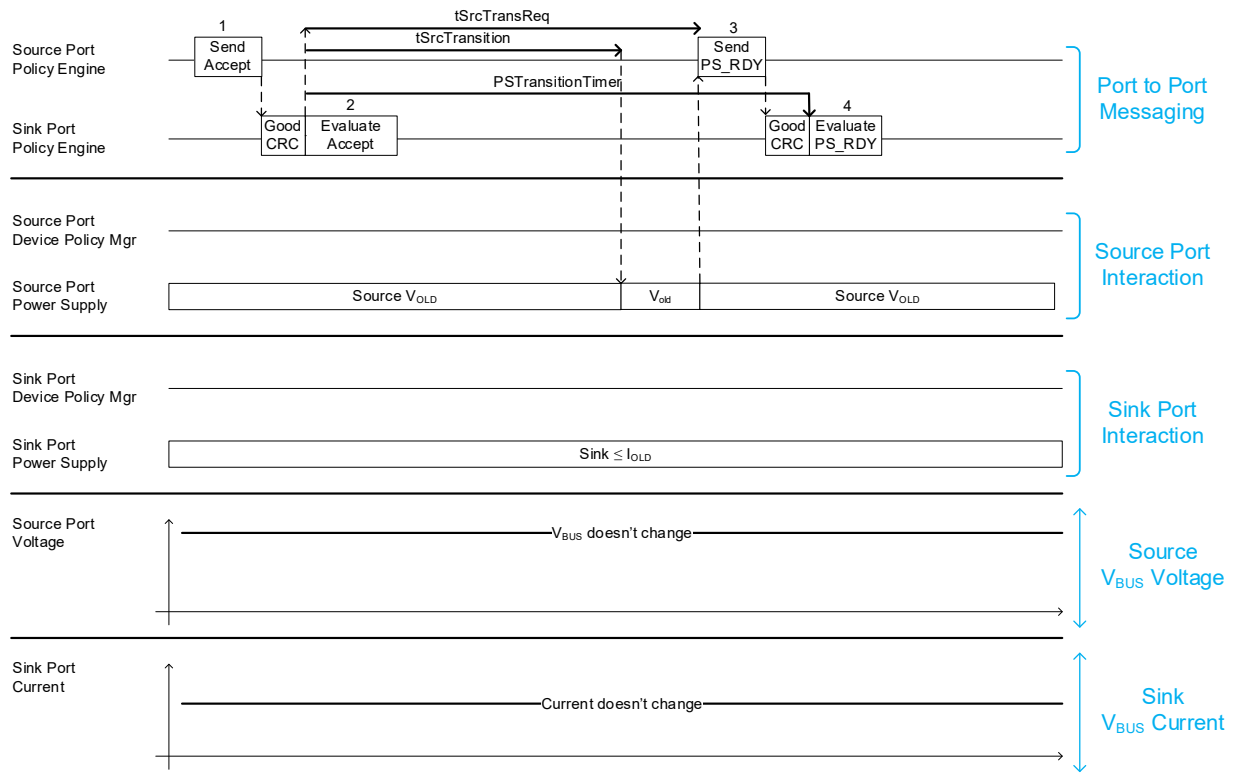 tSrcTransReq
1
3
Source Port
Policy Engine
Send
Accept
tSrcTransition
Send
PS_RDY
PSTransitionTimer
2
4
Sink Port
Policy Engine
Good
CRC
Evaluate
Accept
Good
CRC
Evaluate
PS_RDY
Port to Port
Messaging
Source Port
Device Policy Mgr
Source Port
Power Supply
Source VOLD
Vold
Source VOLD
Source Port
Interaction
Sink Port
Device Policy Mgr
Sink Port
Power Supply
Sink ≤ IOLD
Sink Port
Interaction
Source Port
Voltage
VBUS doesn't change
Source
VBUS Voltage
Sink Port
Current
Current doesn't change
Sink
VBUS Current